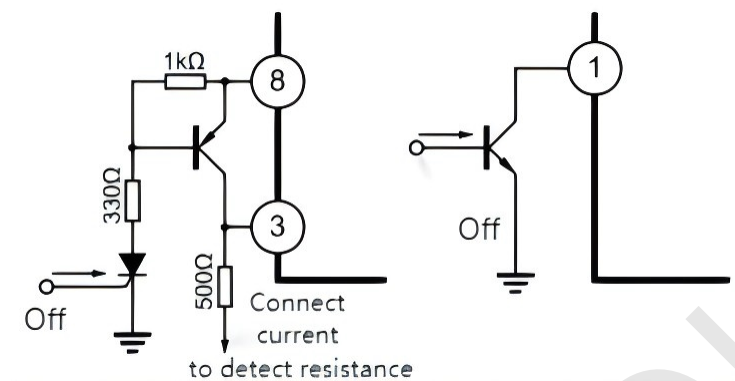 1kΩ
8
1
330Ω
Off
3
500Ω
Off
Connect
current
to detect resistance